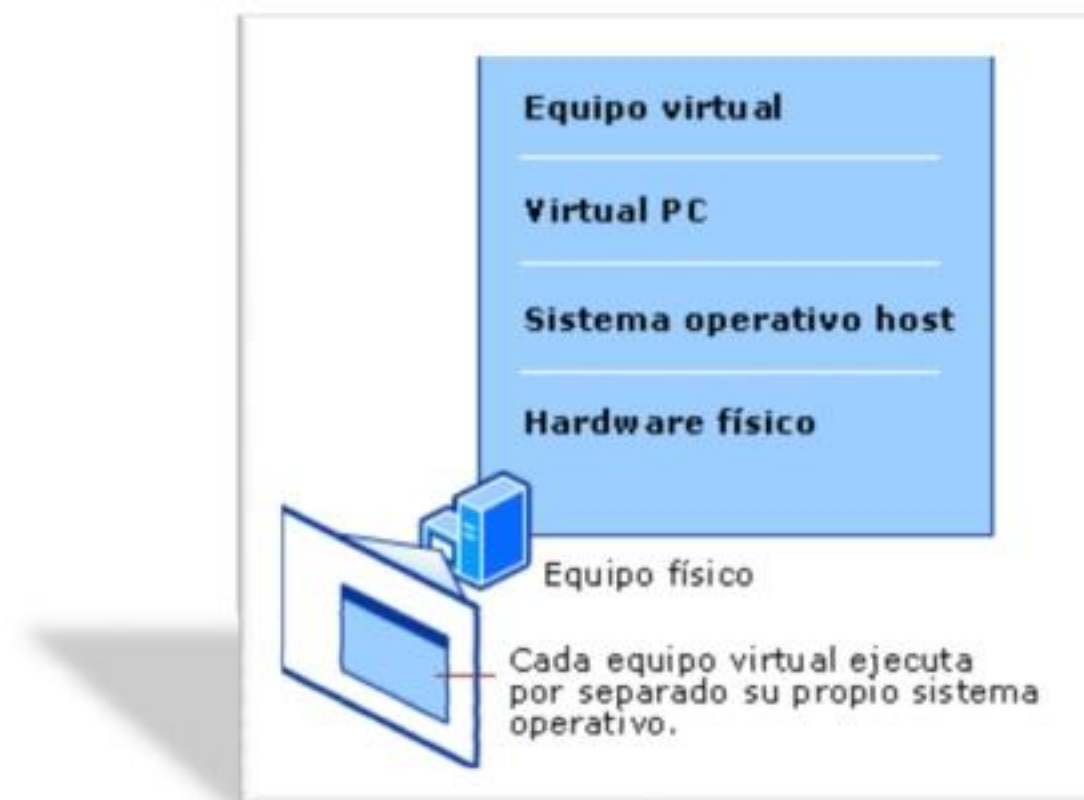 Equipo virtual
Virtual PC
Sistema operativo host
Hardware físico
Equipo físico
Cada equipo virtual ejecuta
por separado su propio sistema
operativo.